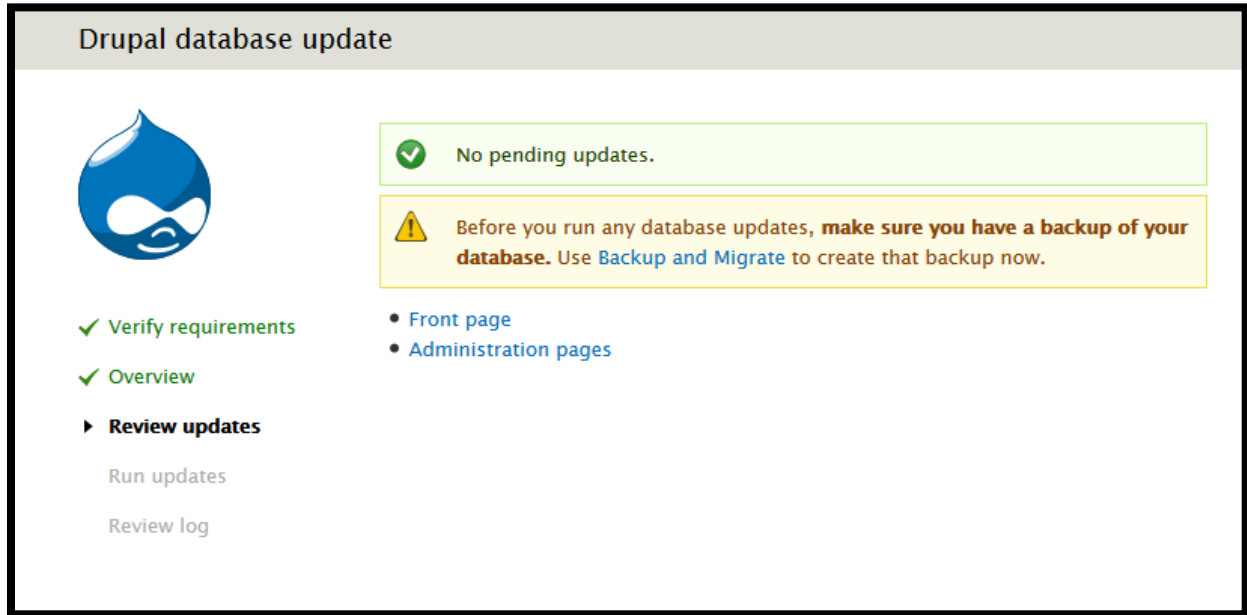 Drupal database update
No pending updates.
Before you run any database updates, make sure you have a backup of your
database. Use Backup and Migrate to create that backup now.
Front page
Administration pages
Verify requirements
Overview
Review updates
Run updates
Review log